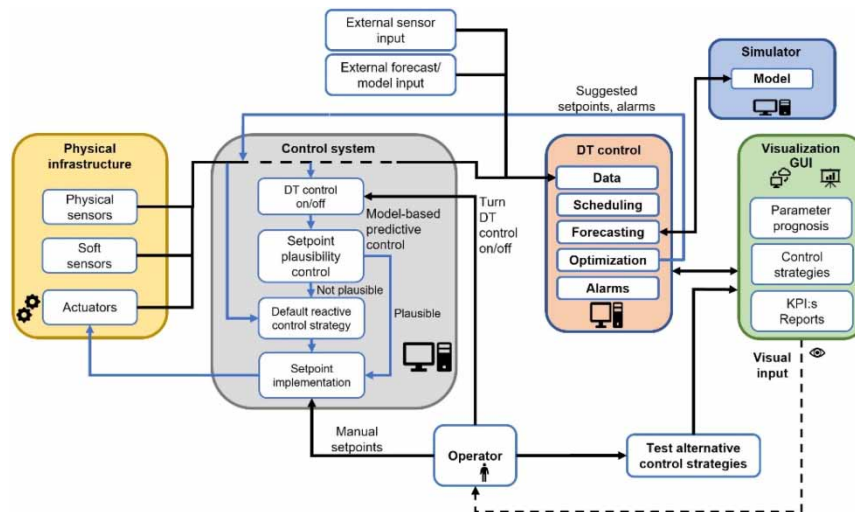 External sensor
input
External forecast/
model input
Simulator
Model
Suggested
setpoints, alarms
Physical
infrastructure
Physical
sensors
Soft
sensors
Actuators
Control system
DT control
on/off
Model-based
predictive
control
Setpoint
plausibility
control
Not plausible
Plausible
Default reactive
control strategy
Setpoint
implementation
Turn
DT
control
on/off
DT control
Data
Scheduling
Forecasting
Optimization
Alarms
Visualization
GUI
Parameter
prognosis
Control
strategies
KPI:s
Reports
Visual
input
Manual
setpoints
Operator
Test alternative
control strategies